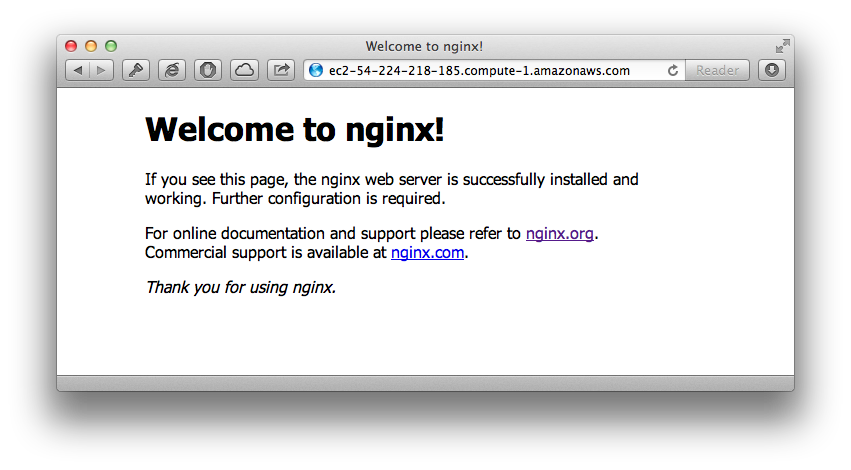 Welcome to nginx!
ec2-54-224-218-185.compute-1.amazonaws.com
Reader
Welcome to nginx!
If you see this page, the nginx web server is successfully installed and
working. Further configuration is required.
For online documentation and support please refer to nginx.org.
Commercial support is available at nginx.com.
Thank you for using nginx.